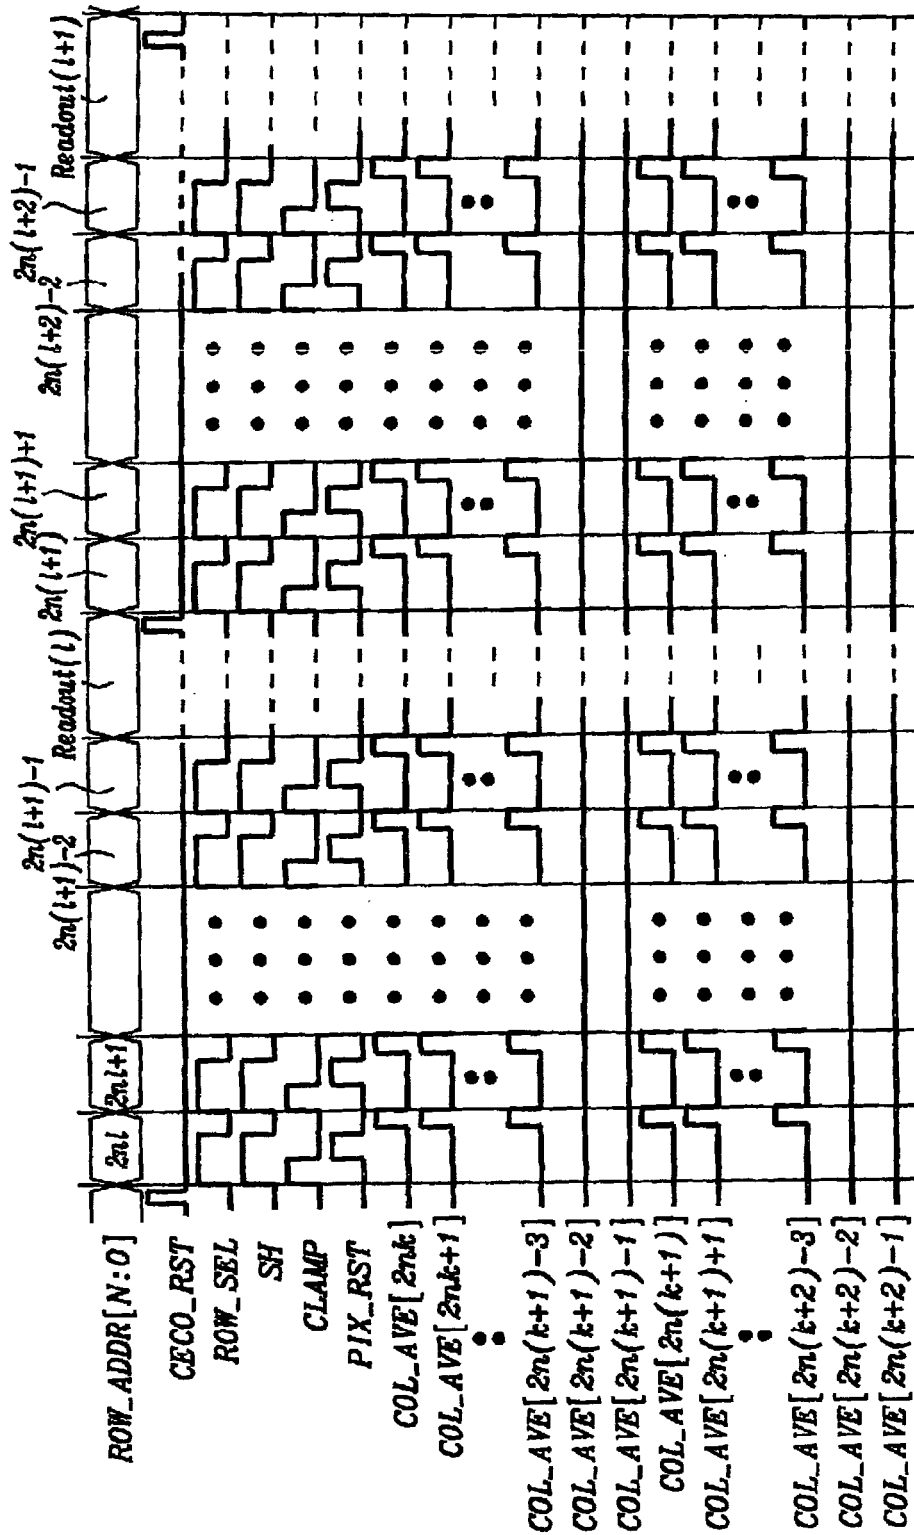 ROW_ADDR[N:0]
2nl
2nl+1
2n(l+1)-2
2n(l+1)-1
Readout(l)
2n(l+1)
2n(l+1)+1
2n(l+2)-2
2n(l+2)-1
Readout(l+1)
CECO_RST
ROW_SEL
SH
CLAMP
PIX_RST
COL_AVE[2nk]
COL_AVE[2nk+1]
COL_AVE[2n(k+1)-3]
COL_AVE[2n(k+1)-2]
COL_AVE[2n(k+1)-1]
COL_AVE[2n(k+1)]
COL_AVE[2n(k+1)+1]
COL_AVE[2n(k+2)-3]
COL_AVE[2n(k+2)-2]
COL_AVE[2n(k+2)-1]